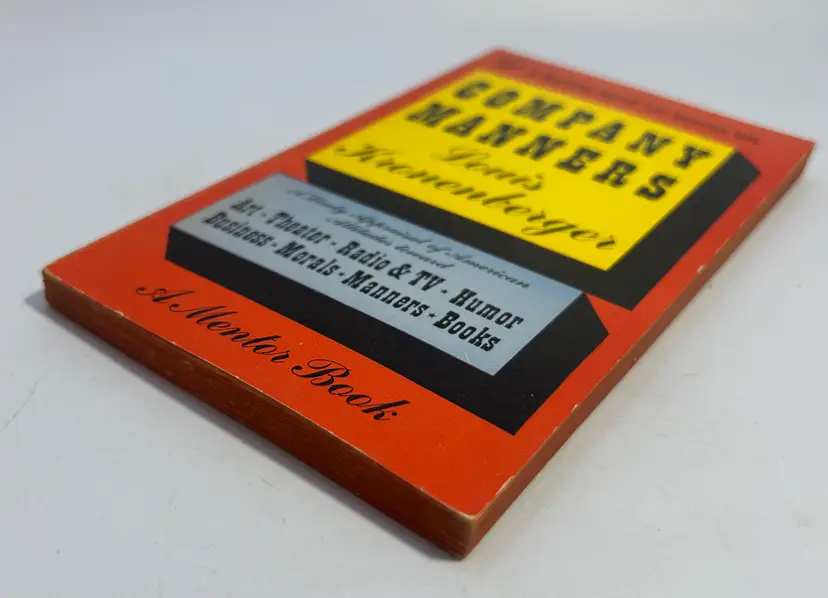 COMPANY
MANNERS
Louis
Kronenberger
A Study Appraisal of American
Attitudes toward
Art - Theater - Radio & TV - Humor
Business - Morals - Manners - Books
A Mentor Book